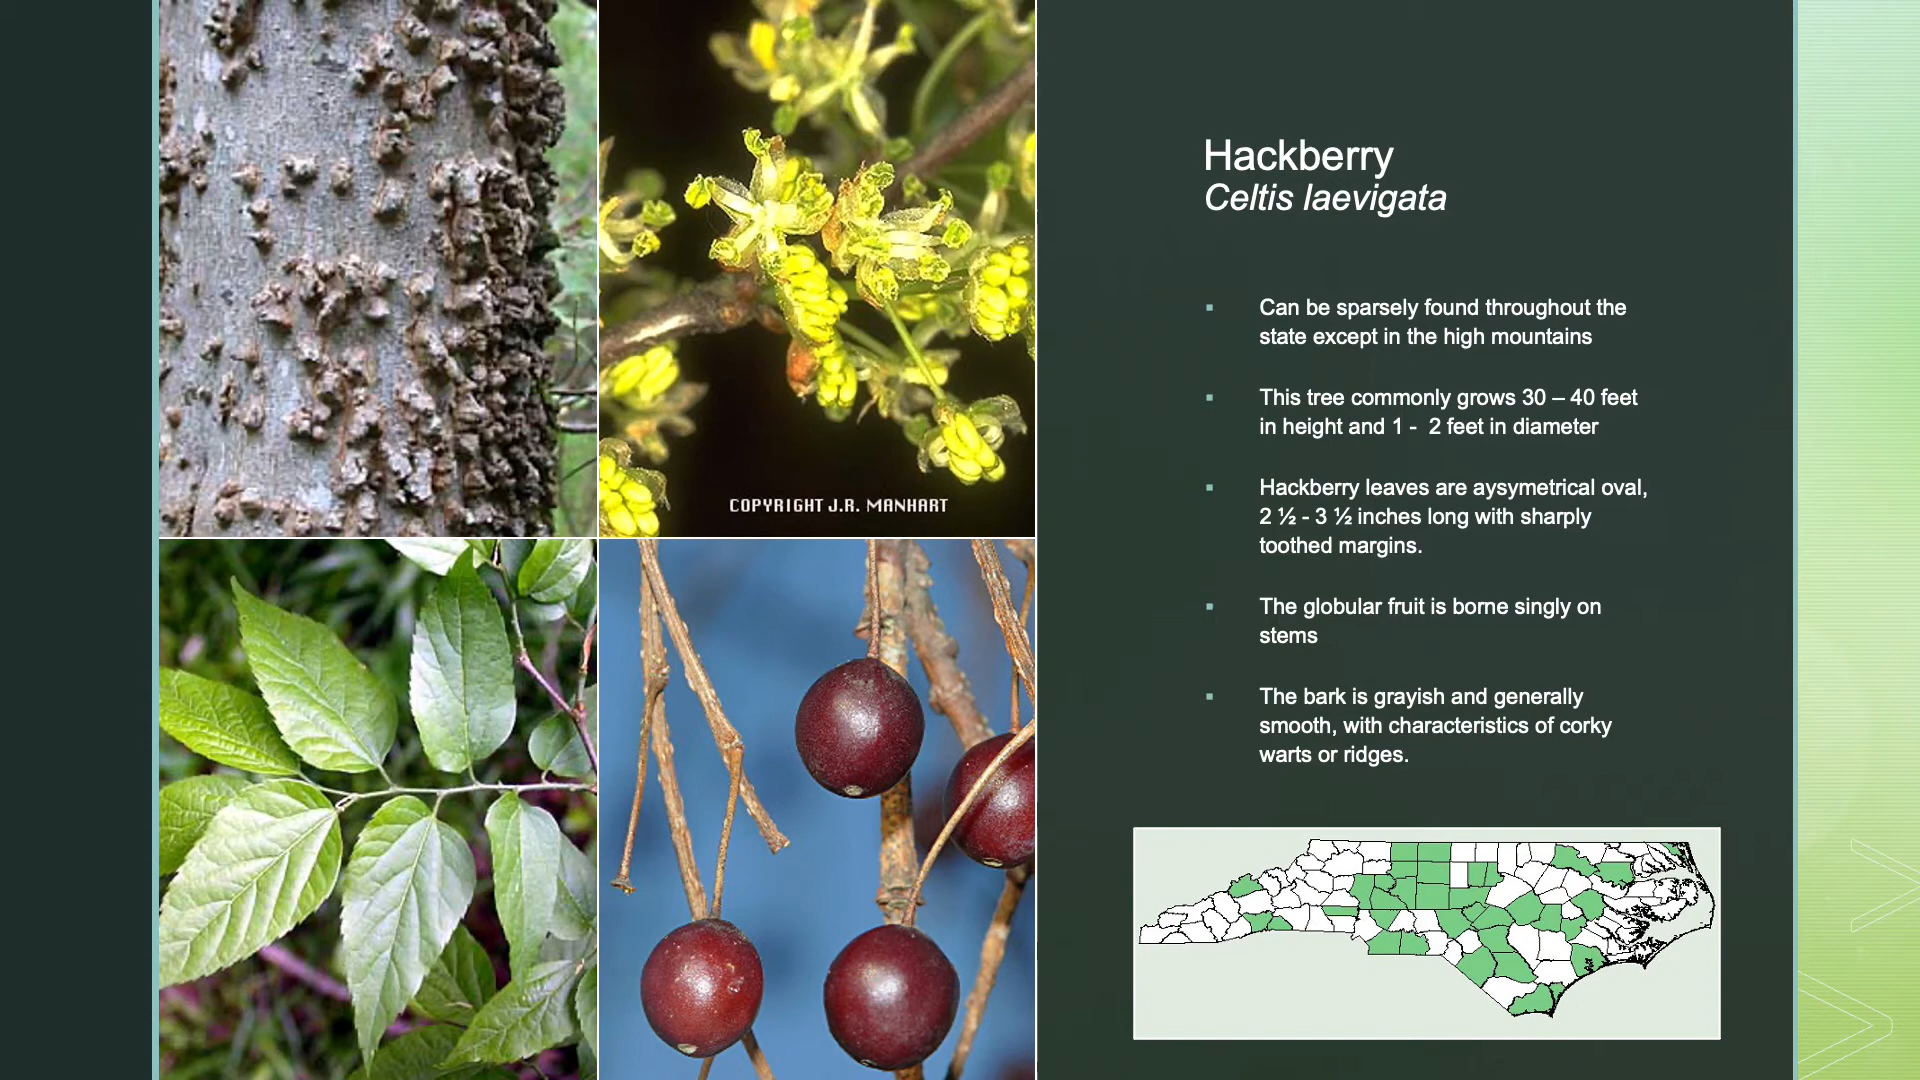 COPYRIGHT J.R. MANHART
Hackberry
Celtis laevigata
▪ Can be sparsely found throughout the
state except in the high mountains
▪ This tree commonly grows 30 – 40 feet
in height and 1 -  2 feet in diameter
▪ Hackberry leaves are aysymetrical oval,
2 ½ - 3 ½ inches long with sharply
toothed margins.
▪ The globular fruit is borne singly on
stems
▪ The bark is grayish and generally
smooth, with characteristics of corky
warts or ridges.